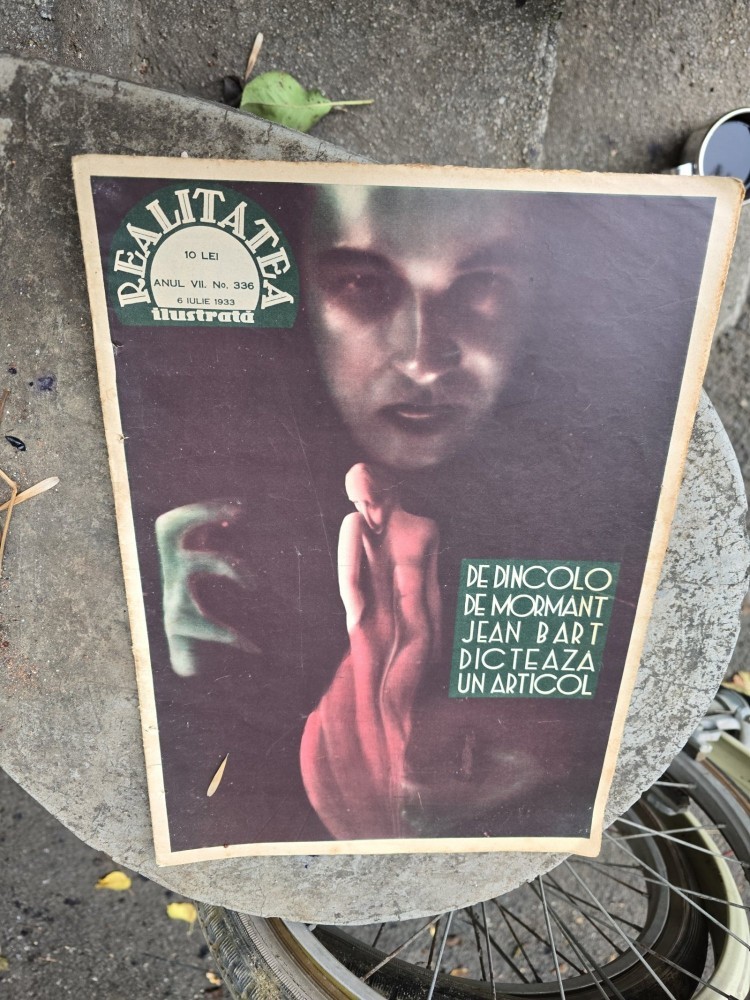 REALITATEA
10 LEI
ANUL VII. No. 336
6 IULIE 1933
ilustrată
DE DINCOLO
DE MORMANT
JEAN BART
DICTEAZA
UN ARTICOL